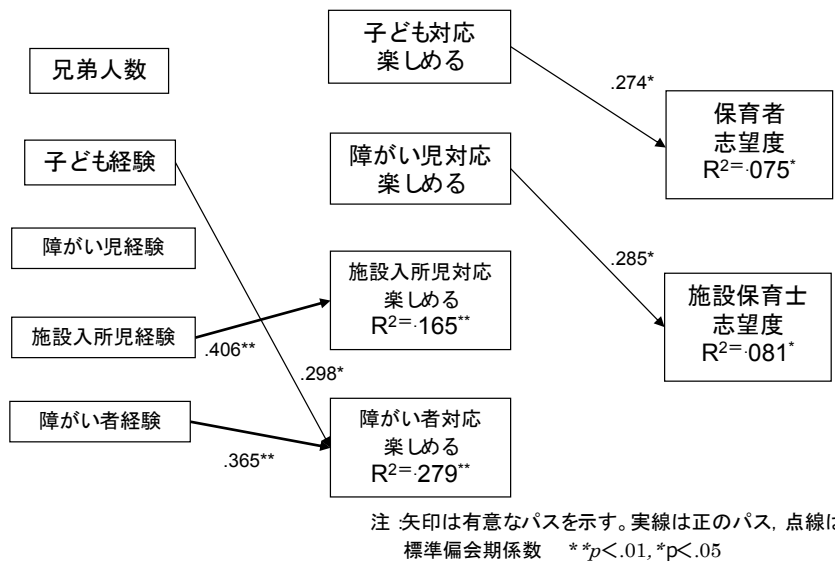 兄弟人数
子ども経験
障がい児経験
施設入所児経験
障がい者経験
子ども対応
楽しめる
障がい児対応
楽しめる
施設入所児対応
楽しめる
R²=.165**
障がい者対応
楽しめる
R²=.279**
保育者
志望度
R²=.075*
施設保育士
志望度
R²=.081*
.274*
.285*
.406**
.298*
.365**
注：矢印は有意なパスを示す。実線は正のパス，点線は
標準偏会期係数 **p<.01,*p<.05